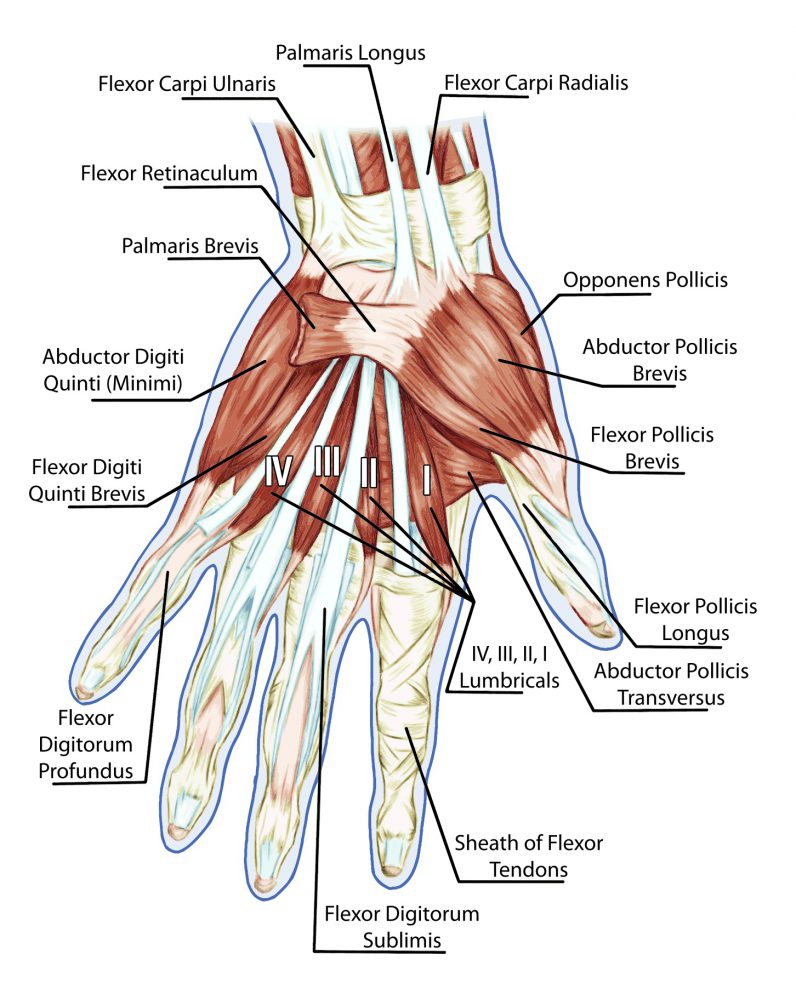 Palmaris Longus
Flexor Carpi Ulnaris
Flexor Carpi Radialis
Flexor Retinaculum
Palmaris Brevis
Opponens Pollicis
Abductor Digiti
Quinti (Minimi)
Abductor Pollicis
Brevis
Flexor Pollicis
Brevis
Flexor Digiti
Quinti Brevis
IV
III
II
I
Flexor Pollicis
Longus
IV, III, II, I
Lumbricals
Abductor Pollicis
Transversus
Flexor
Digitorum
Profundus
Sheath of Flexor
Tendons
Flexor Digitorum
Sublimis